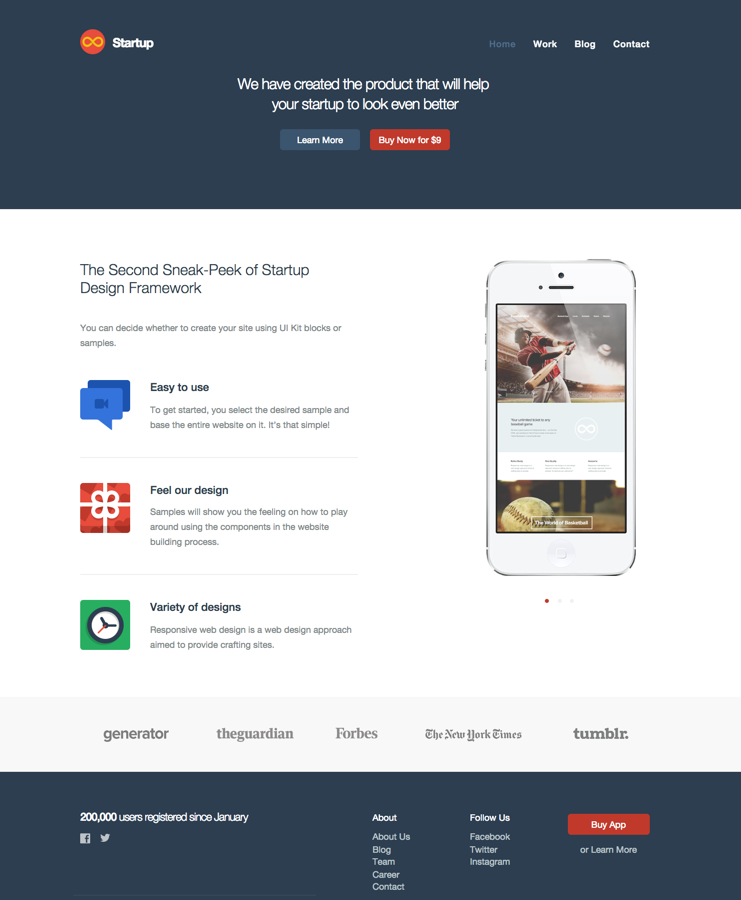 Startup
Home Work Blog Contact
We have created the product that will help
your startup to look even better
Learn More
Buy Now for $9
The Second Sneak-Peek of Startup
Design Framework
You can decide whether to create your site using UI Kit blocks or
samples.
Easy to use
To get started, you select the desired sample and
base the entire website on it. It's that simple!
Feel our design
Samples will show you the feeling on how to play
around using the components in the website
building process.
Variety of designs
Responsive web design is a web design approach
aimed to provide crafting sites.
Your unlimited ticket to any
baseball game
The World of Basketball
generator
theguardian
Forbes
The New York Times
tumblr.
200,000 users registered since January
About
About Us
Blog
Team
Career
Contact
Follow Us
Facebook
Twitter
Instagram
Buy App
or Learn More